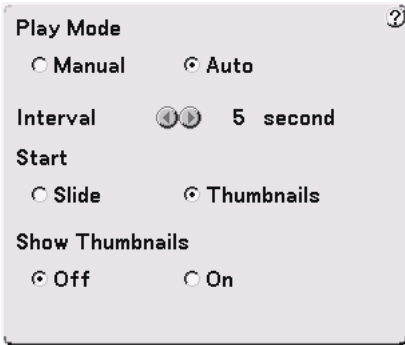 ?
Play Mode
Manual Auto
Interval 5 second
Start
Slide Thumbnails
Show Thumbnails
Off On